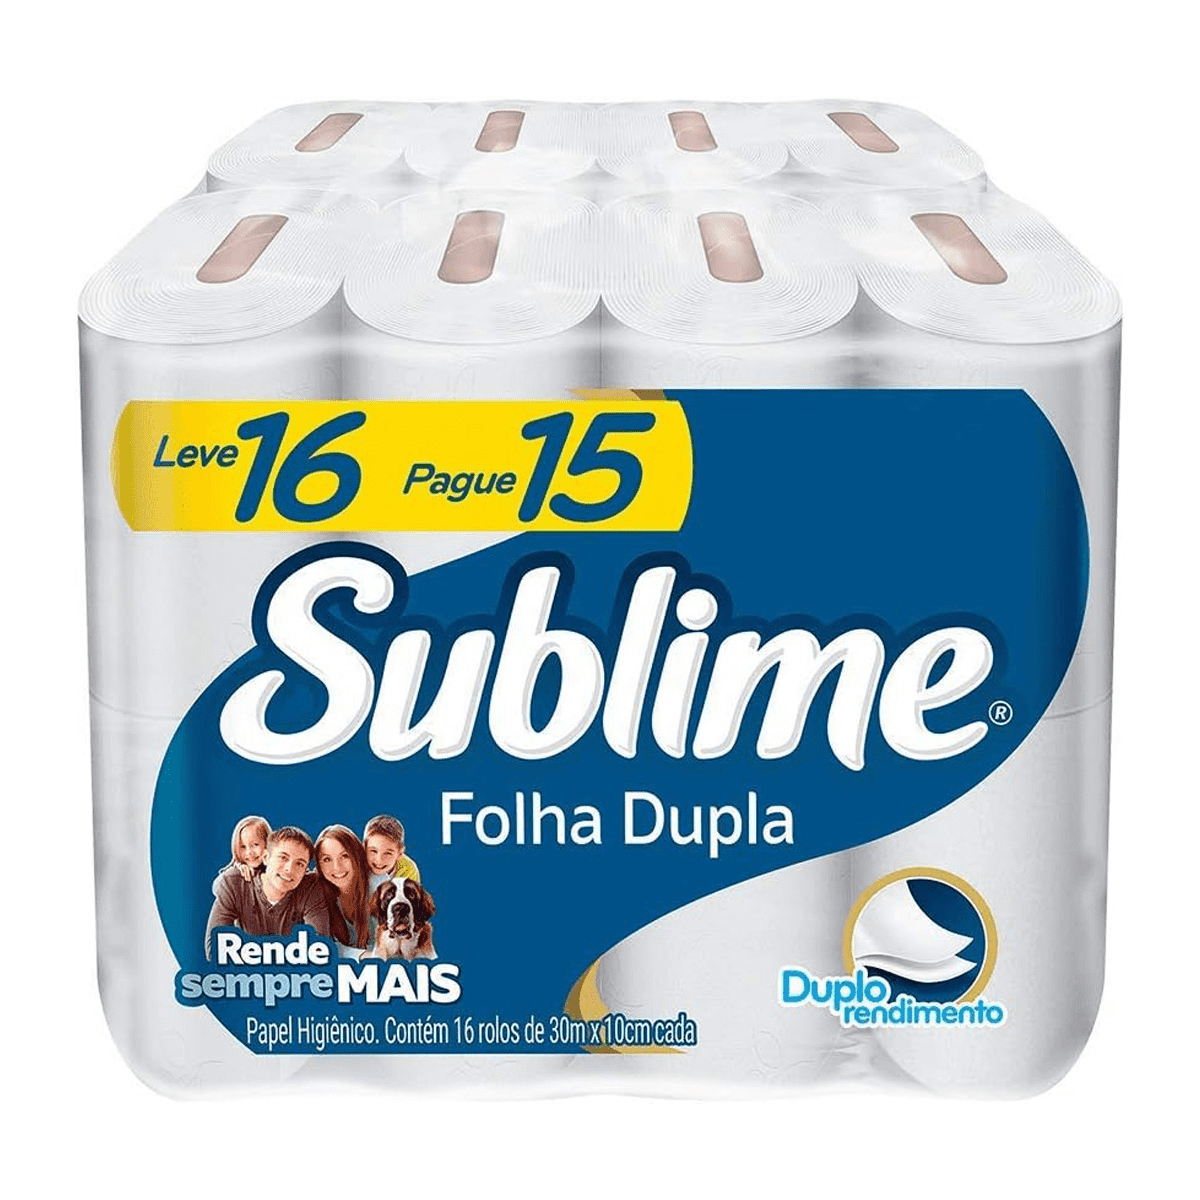 Leve 16 Pague 15
Sublime®
Folha Dupla
Rende
sempre MAIS
Duplo
rendimento
Papel Higiênico. Contém 16 rolos de 30m x 10cm cada